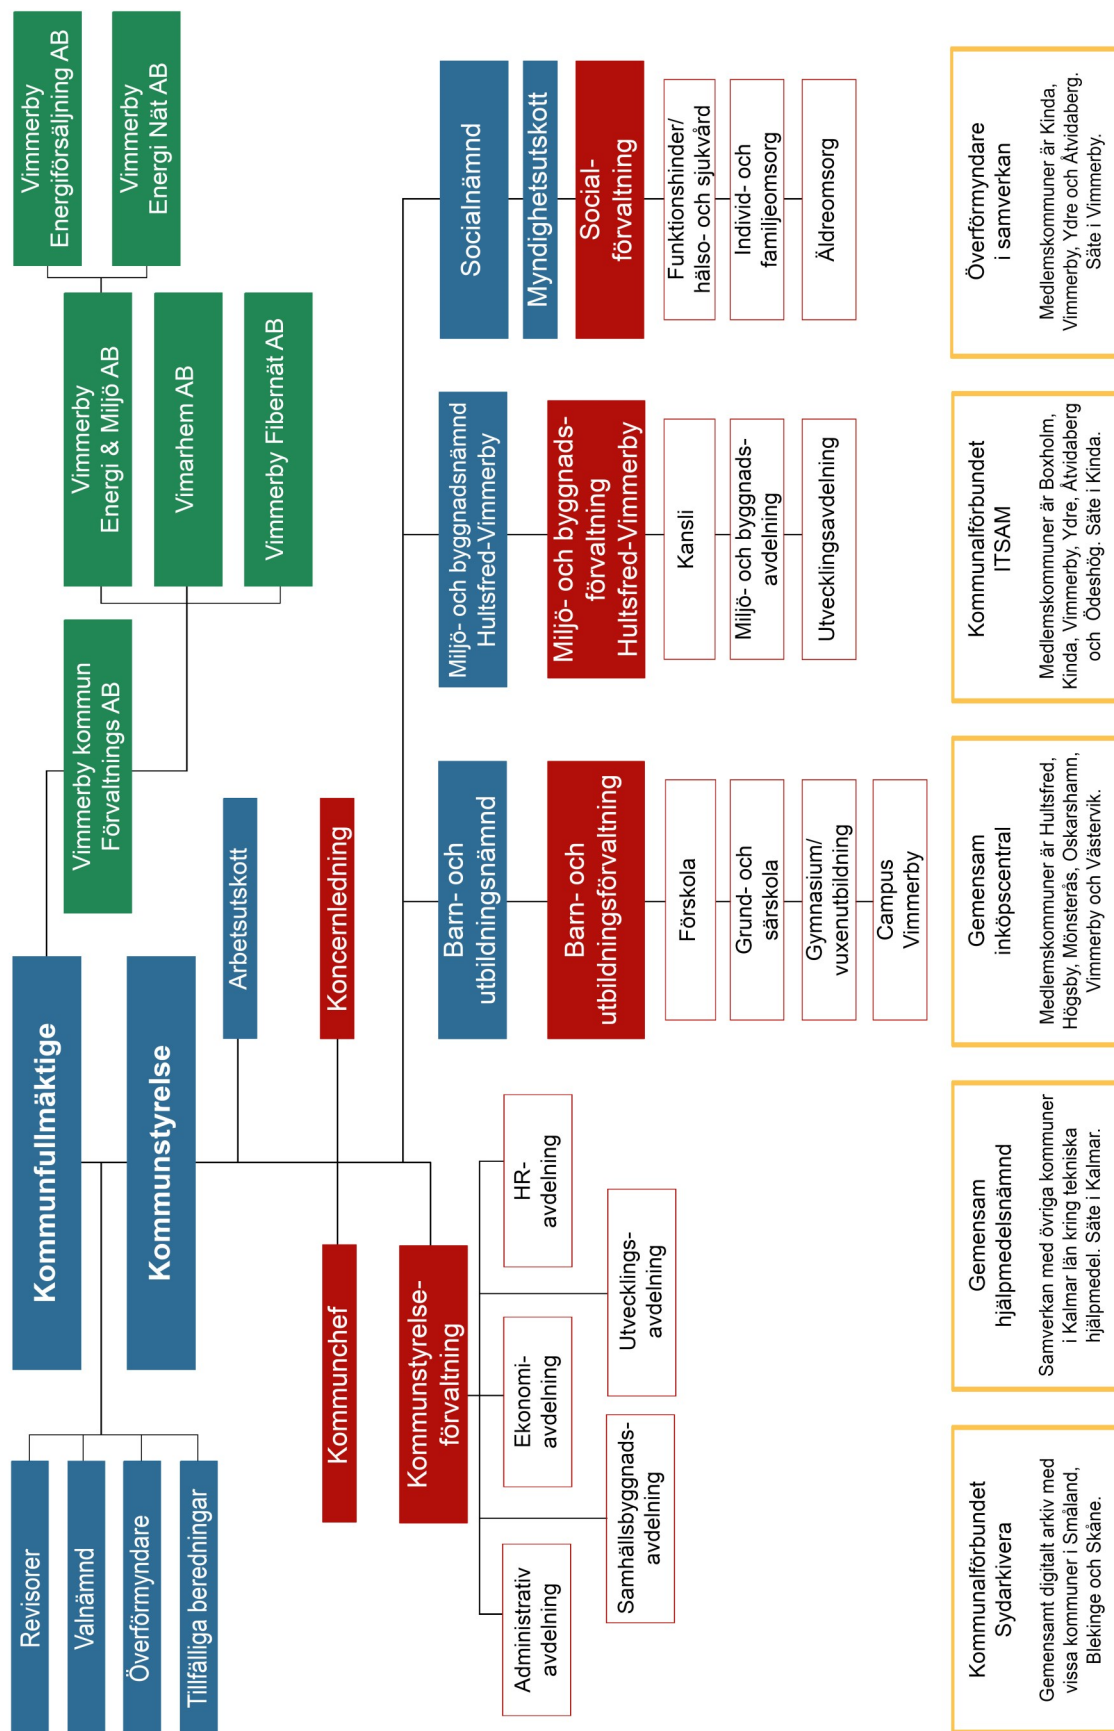 Revisorer
Valnämnd
Överförmyndare
Tillfälliga beredningar
Kommunfullmäktige
Kommunstyrelse
Vimmerby kommun
Förvaltnings AB
Vimmerby
Energi & Miljö AB
Vimarhem AB
Vimmerby Fibernät AB
Vimmerby
Energiförsäljning AB
Vimmerby
Energi Nät AB
Arbetsutskott
Kommunchef
Koncernledning
Kommunstyrelse-
förvaltning
Administrativ
avdelning
Ekonomi-
avdelning
HR-
avdelning
Samhällsbyggnads-
avdelning
Utvecklings-
avdelning
Barn- och
utbildningsnämnd
Barn- och
utbildningsförvaltning
Förskola
Grund- och
särskola
Gymnasium/
vuxenutbildning
Campus
Vimmerby
Miljö- och byggnadsnämnd
Hultsfred-Vimmerby
Miljö- och byggnads-
förvaltning
Hultsfred-Vimmerby
Kansli
Miljö- och byggnads-
avdelning
Utvecklingsavdelning
Socialnämnd
Myndighetsutskott
Social-
förvaltning
Funktionshinder/
hälso- och sjukvård
Individ- och
familjeomsorg
Äldreomsorg
Kommunalförbundet
Sydarkivera
Gemensamt digitalt arkiv med
vissa kommuner i Småland,
Blekinge och Skåne.
Gemensam
hjälpmedelsnämnd
Samverkan med övriga kommuner
i Kalmar län kring tekniska
hjälpmedel. Säte i Kalmar.
Gemensam
inköpscentral
Medlemskommuner är Hultsfred,
Högsby, Mönsterås, Oskarshamn,
Vimmerby och Västervik.
Kommunalförbundet
ITSAM
Medlemskommuner är Boxholm,
Kinda, Vimmerby, Ydre, Åtvidaberg
och Ödeshög. Säte i Kinda.
Överförmyndare
i samverkan
Medlemskommuner är Kinda,
Vimmerby, Ydre och Åtvidaberg.
Säte i Vimmerby.